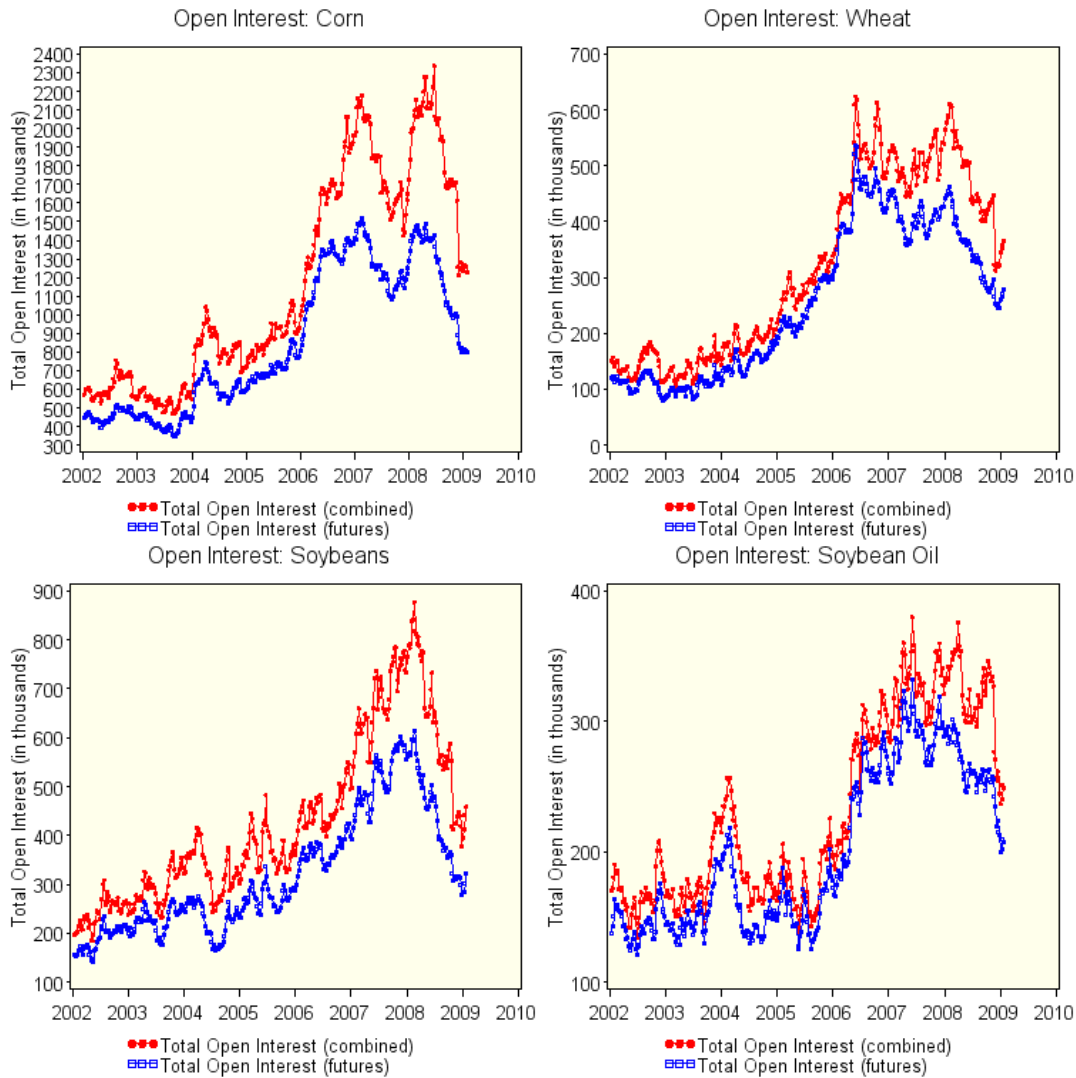 Open Interest: Corn
Total Open Interest (in thousands)
2400
2300
2200
2100
2000
1900
1800
1700
1600
1500
1400
1300
1200
1100
1000
900
800
700
600
500
400
300
2002 2003 2004 2005 2006 2007 2008 2009 2010
Total Open Interest (combined)
Total Open Interest (futures)
Open Interest: Wheat
Total Open Interest (in thousands)
700
600
500
400
300
200
100
0
2002 2003 2004 2005 2006 2007 2008 2009 2010
Total Open Interest (combined)
Total Open Interest (futures)
Open Interest: Soybeans
Total Open Interest (in thousands)
900
800
700
600
500
400
300
200
100
2002 2003 2004 2005 2006 2007 2008 2009 2010
Total Open Interest (combined)
Total Open Interest (futures)
Open Interest: Soybean Oil
Total Open Interest (in thousands)
400
300
200
100
2002 2003 2004 2005 2006 2007 2008 2009 2010
Total Open Interest (combined)
Total Open Interest (futures)